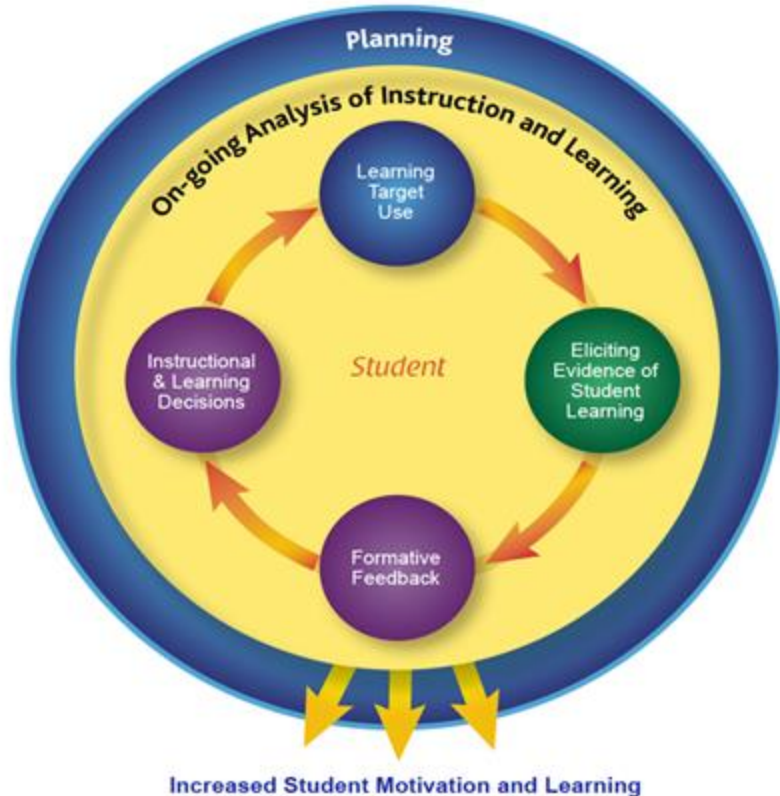 Planning
On-going Analysis of Instruction and Learning
Learning
Target
Use
Eliciting
Evidence of
Student
Learning
Student
Instructional
& Learning
Decisions
Formative
Feedback
Increased Student Motivation and Learning